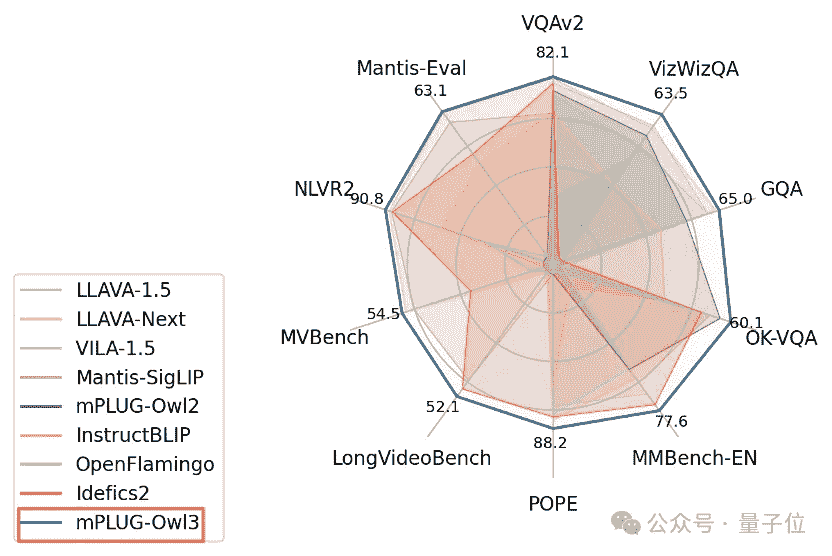 VQAv2
82.1
Mantis-Eval
63.1
VizWizQA
63.5
NLVR2
90.8
GQA
65.0
MVBench
54.5
OK-VQA
60.1
LongVideoBench
52.1
MMBench-EN
77.6
POPE
88.2
LLAVA-1.5
LLAVA-Next
VILA-1.5
Mantis-SigLIP
mPLUG-Owl2
InstructBLIP
OpenFlamingo
Idefics2
mPLUG-Owl3
公众号 · 量子位